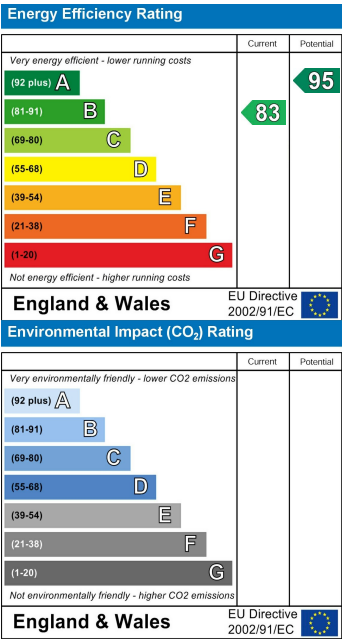 Energy Efficiency Rating
Current Potential
Very energy efficient - lower running costs
(92 plus) A
95
(81-91) B
83
(69-80) C
(55-68) D
(39-54) E
(21-38) F
(1-20) G
Not energy efficient - higher running costs
England & Wales
EU Directive
2002/91/EC
Environmental Impact (CO₂) Rating
Current Potential
Very environmentally friendly - lower CO2 emissions
(92 plus) A
(81-91) B
(69-80) C
(55-68) D
(39-54) E
(21-38) F
(1-20) G
Not environmentally friendly - higher CO2 emissions
England & Wales
EU Directive
2002/91/EC